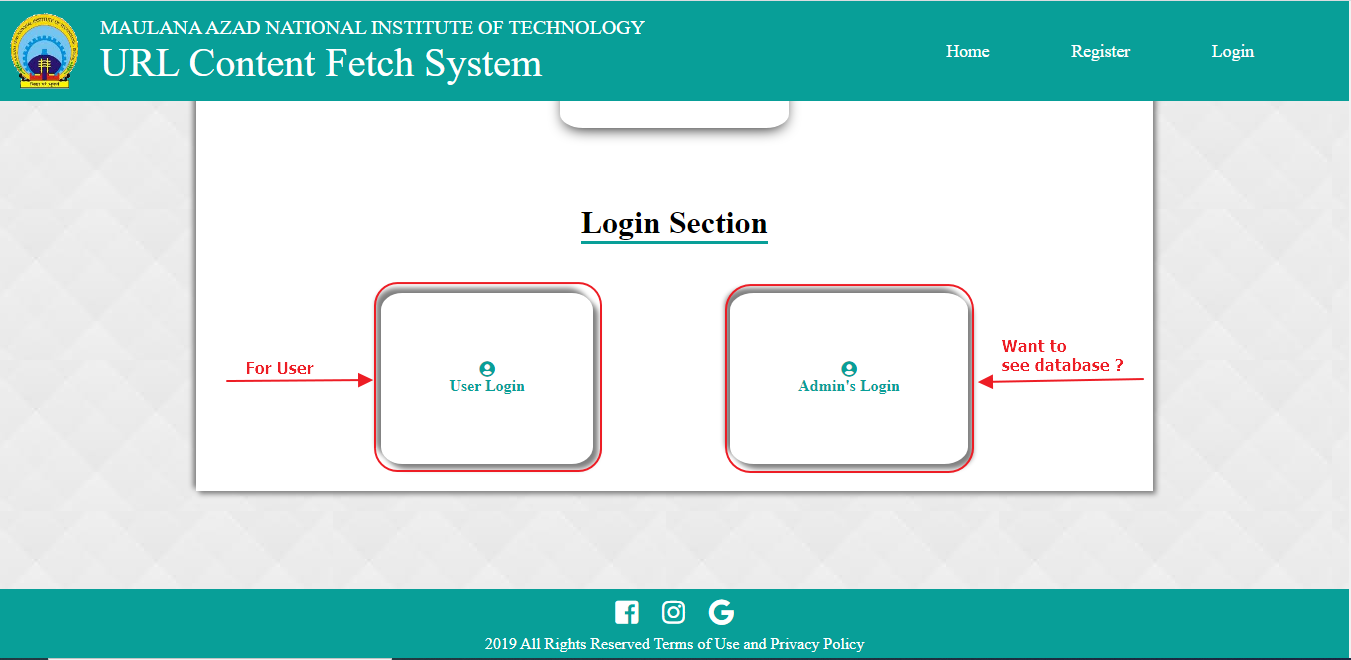 MAULANA AZAD NATIONAL INSTITUTE OF TECHNOLOGY
URL Content Fetch System
Home
Register
Login
Login Section
For User
User Login
Admin's Login
Want to
see database ?
2019 All Rights Reserved Terms of Use and Privacy Policy